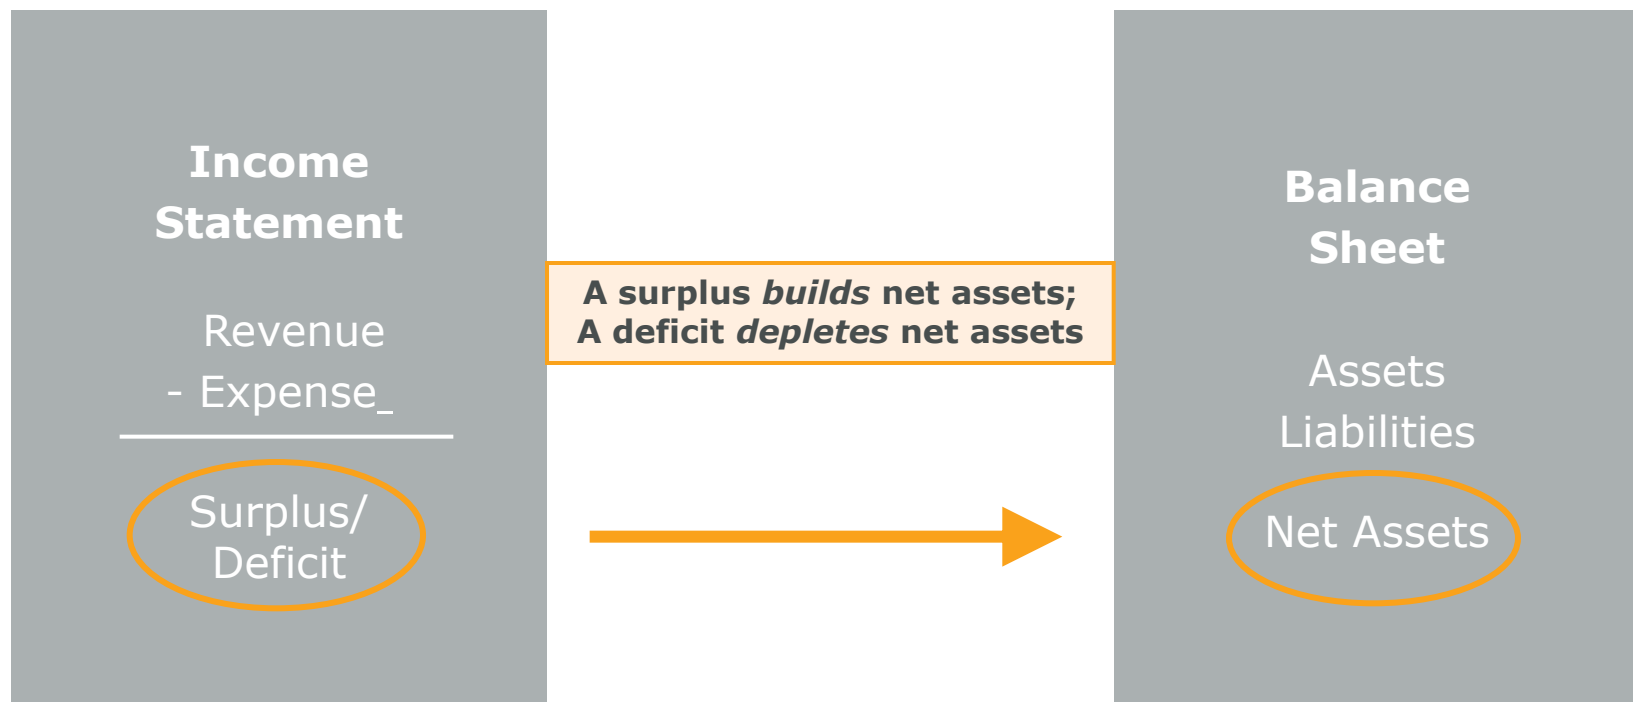 Income
Statement
Revenue
- Expense_
Surplus/
Deficit
A surplus builds net assets;
A deficit depletes net assets
Balance
Sheet
Assets
Liabilities
Net Assets